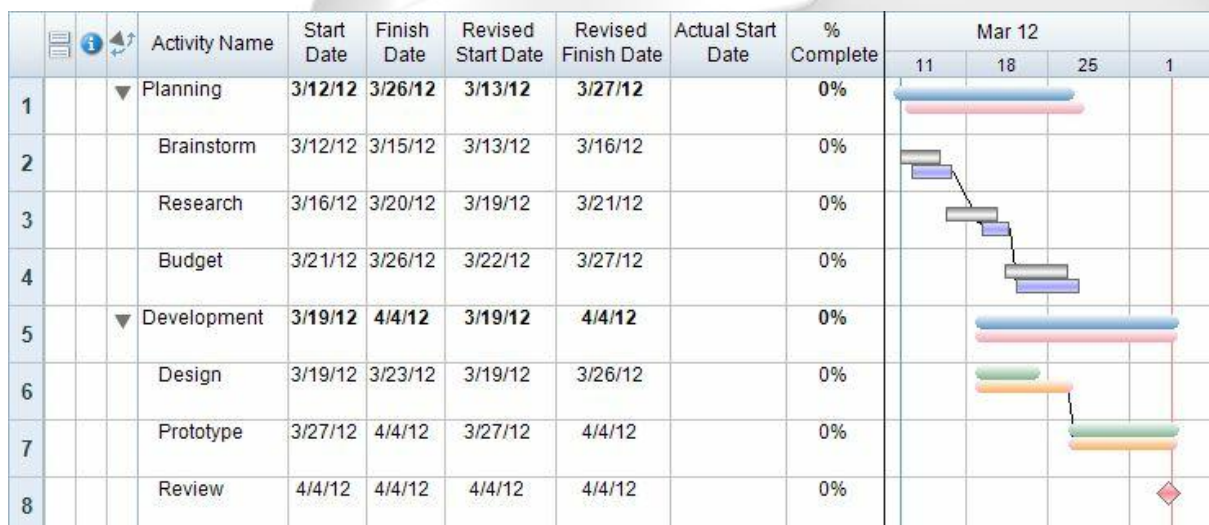 Activity Name Start Date Finish Date Revised Start Date Revised Finish Date Actual Start Date % Complete Mar 12
11 18 25 1
1 Planning 3/12/12 3/26/12 3/13/12 3/27/12 0%
2 Brainstorm 3/12/12 3/15/12 3/13/12 3/16/12 0%
3 Research 3/16/12 3/20/12 3/19/12 3/21/12 0%
4 Budget 3/21/12 3/26/12 3/22/12 3/27/12 0%
5 Development 3/19/12 4/4/12 3/19/12 4/4/12 0%
6 Design 3/19/12 3/23/12 3/19/12 3/26/12 0%
7 Prototype 3/27/12 4/4/12 3/27/12 4/4/12 0%
8 Review 4/4/12 4/4/12 4/4/12 4/4/12 0%